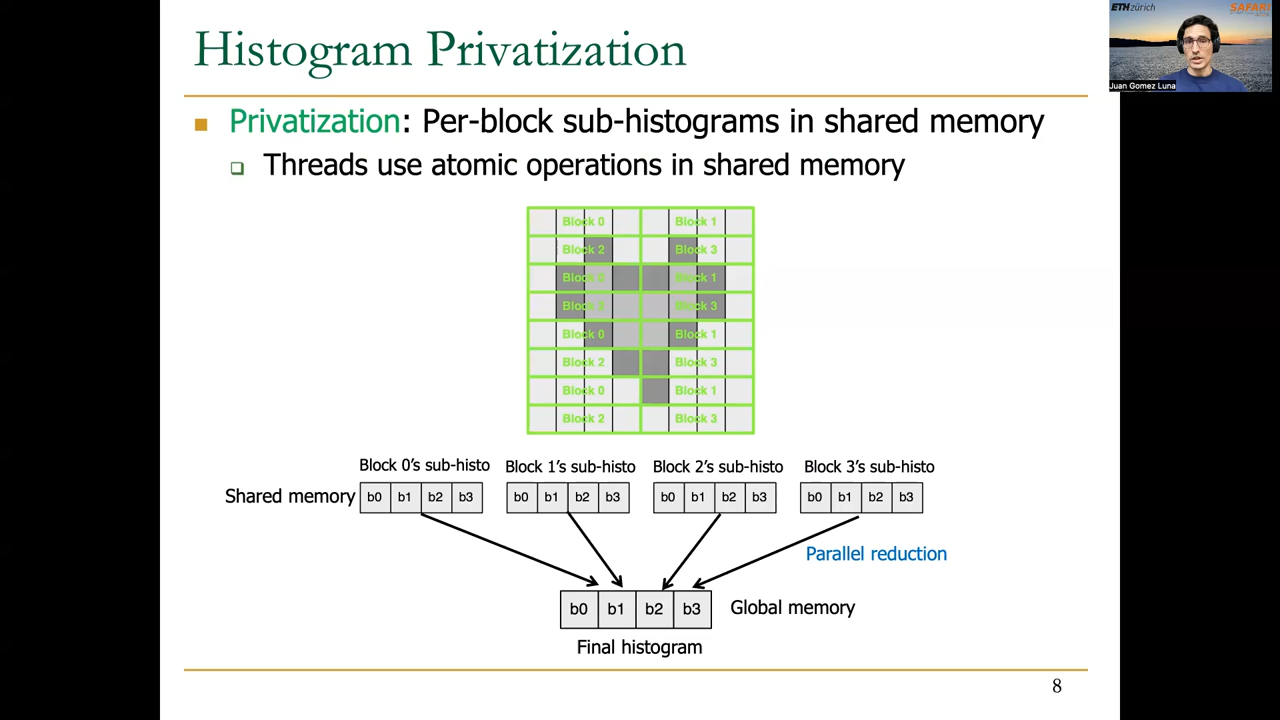 Histogram Privatization
Privatization: Per-block sub-histograms in shared memory
Threads use atomic operations in shared memory
Block 0 Block 1
Block 2 Block 3
Block 0 Block 1
Block 2 Block 3
Block 0 Block 1
Block 2 Block 3
Block 0 Block 1
Block 2 Block 3
Block 0's sub-histo Block 1's sub-histo Block 2's sub-histo Block 3's sub-histo
Shared memory b0 b1 b2 b3 b0 b1 b2 b3 b0 b1 b2 b3 b0 b1 b2 b3
Parallel reduction
b0 b1 b2 b3 Global memory
Final histogram
8
ETH zürich SAFARI
Juan Gomez Luna